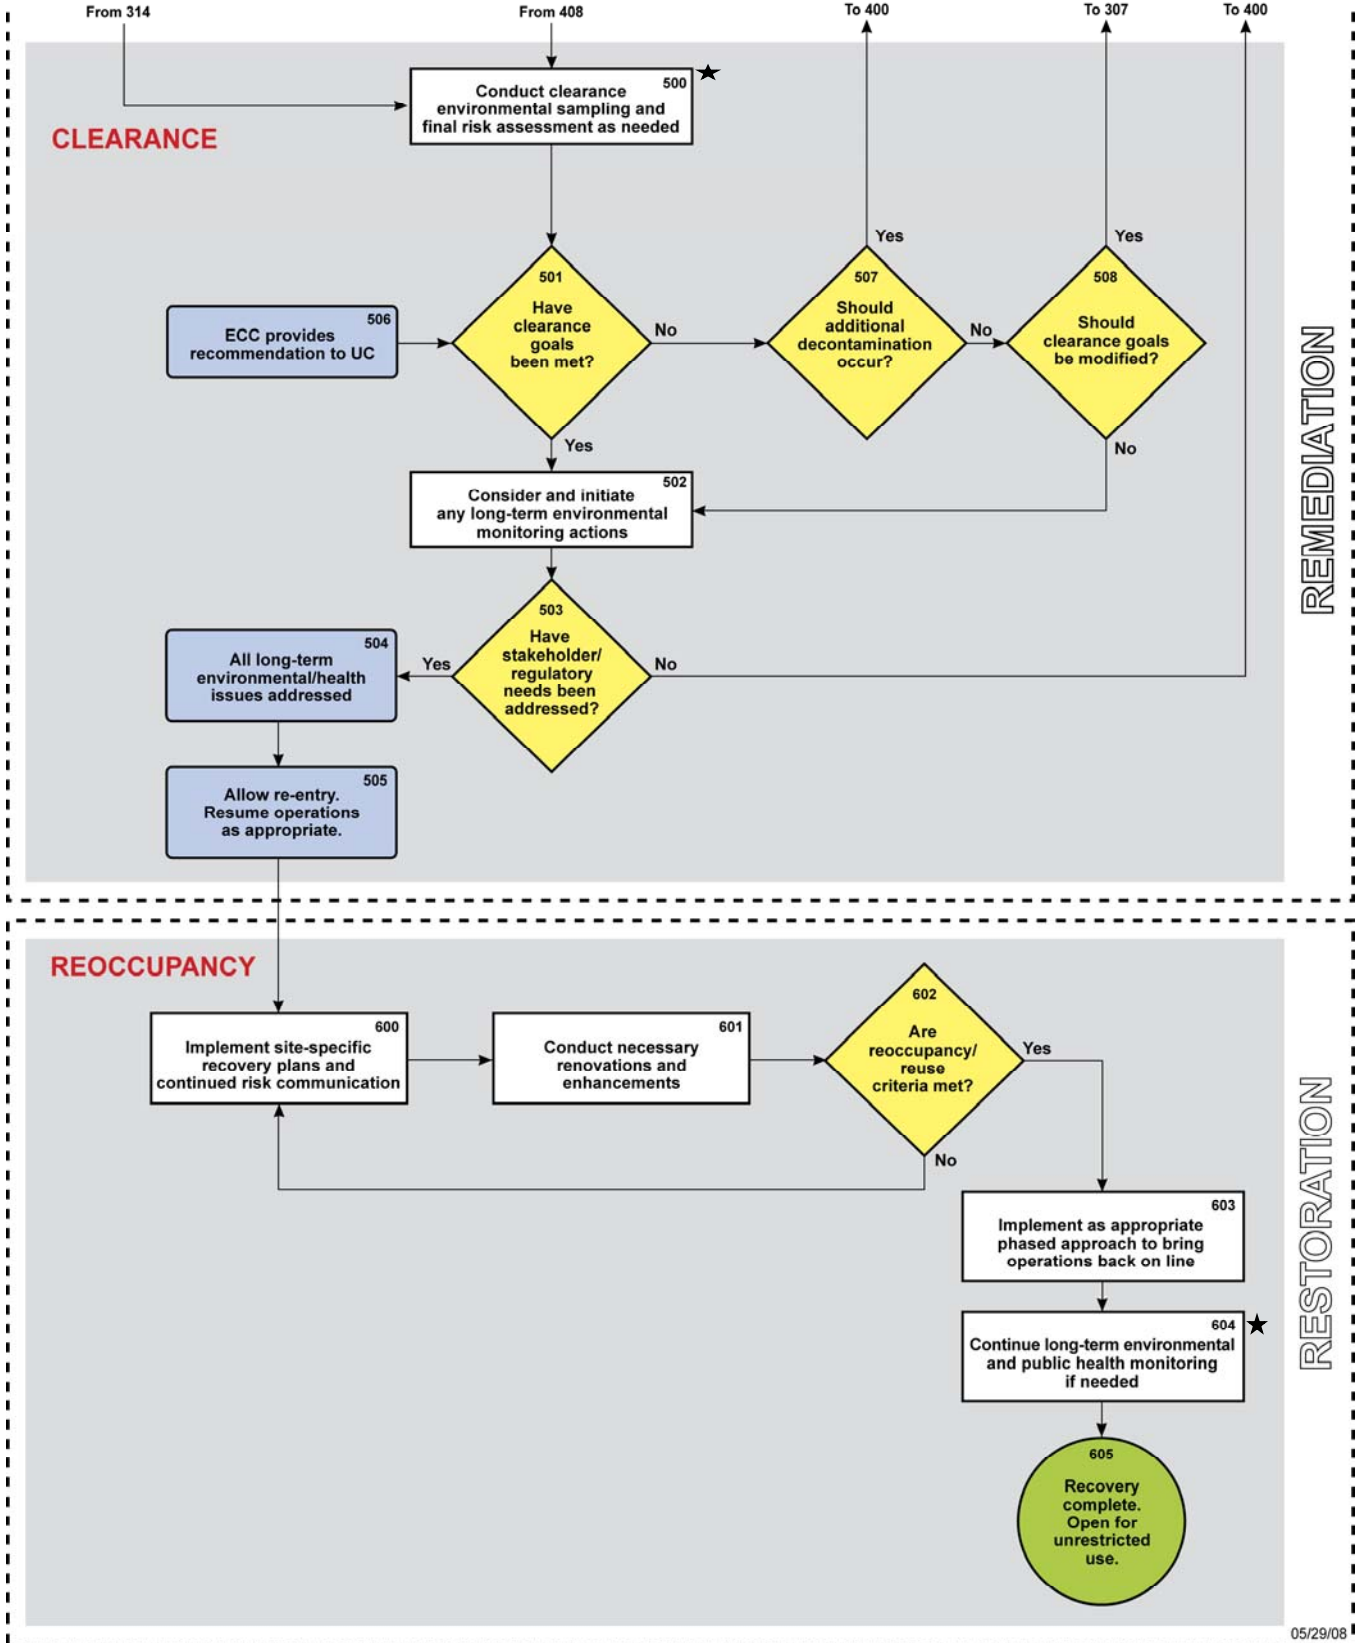 From 314
From 408
To 400
To 307
To 400
CLEARANCE
500
Conduct clearance
environmental sampling and
final risk assessment as needed
501
Have
clearance
goals
been met?
506
ECC provides
recommendation to UC
No
507
Should
additional
decontamination
occur?
Yes
No
508
Should
clearance goals
be modified?
Yes
No
Yes
502
Consider and initiate
any long-term environmental
monitoring actions
503
Have
stakeholder/
regulatory
needs been
addressed?
Yes
No
504
All long-term
environmental/health
issues addressed
505
Allow re-entry.
Resume operations
as appropriate.
REMEDIATION
REOCCUPANCY
600
Implement site-specific
recovery plans and
continued risk communication
601
Conduct necessary
renovations and
enhancements
602
Are
reoccupancy/
reuse
criteria met?
Yes
No
603
Implement as appropriate
phased approach to bring
operations back on line
604
Continue long-term environmental
and public health monitoring
if needed
605
Recovery
complete.
Open for
unrestricted
use.
RESTORATION
05/29/08